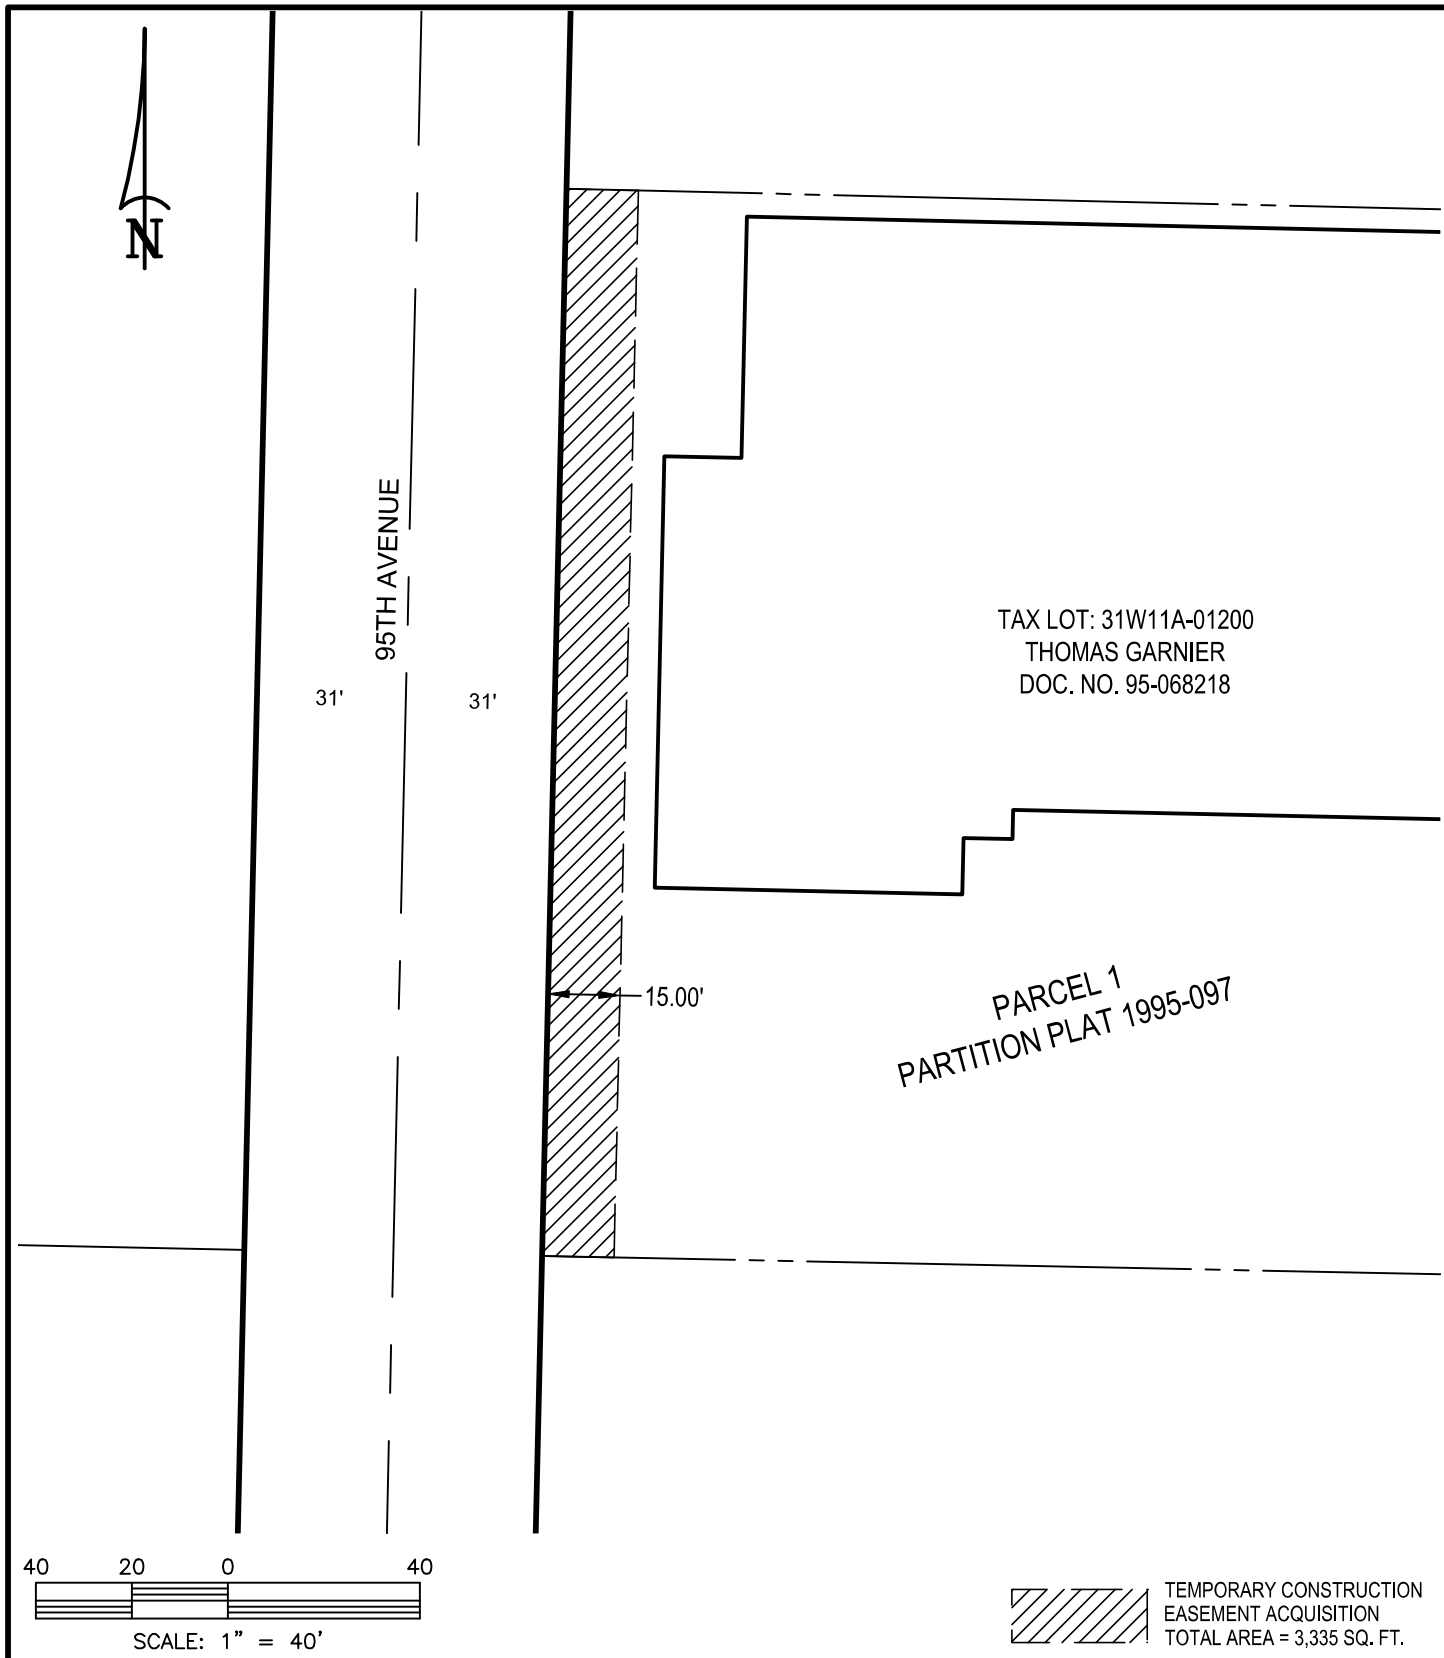 N
95TH AVENUE
31'
31'
TAX LOT: 31W11A-01200
THOMAS GARNIER
DOC. NO. 95-068218
15.00'
PARCEL 1
PARTITION PLAT 1995-097
40 20 0 40
SCALE: 1" = 40'
TEMPORARY CONSTRUCTION
EASEMENT ACQUISITION
TOTAL AREA = 3,335 SQ. FT.